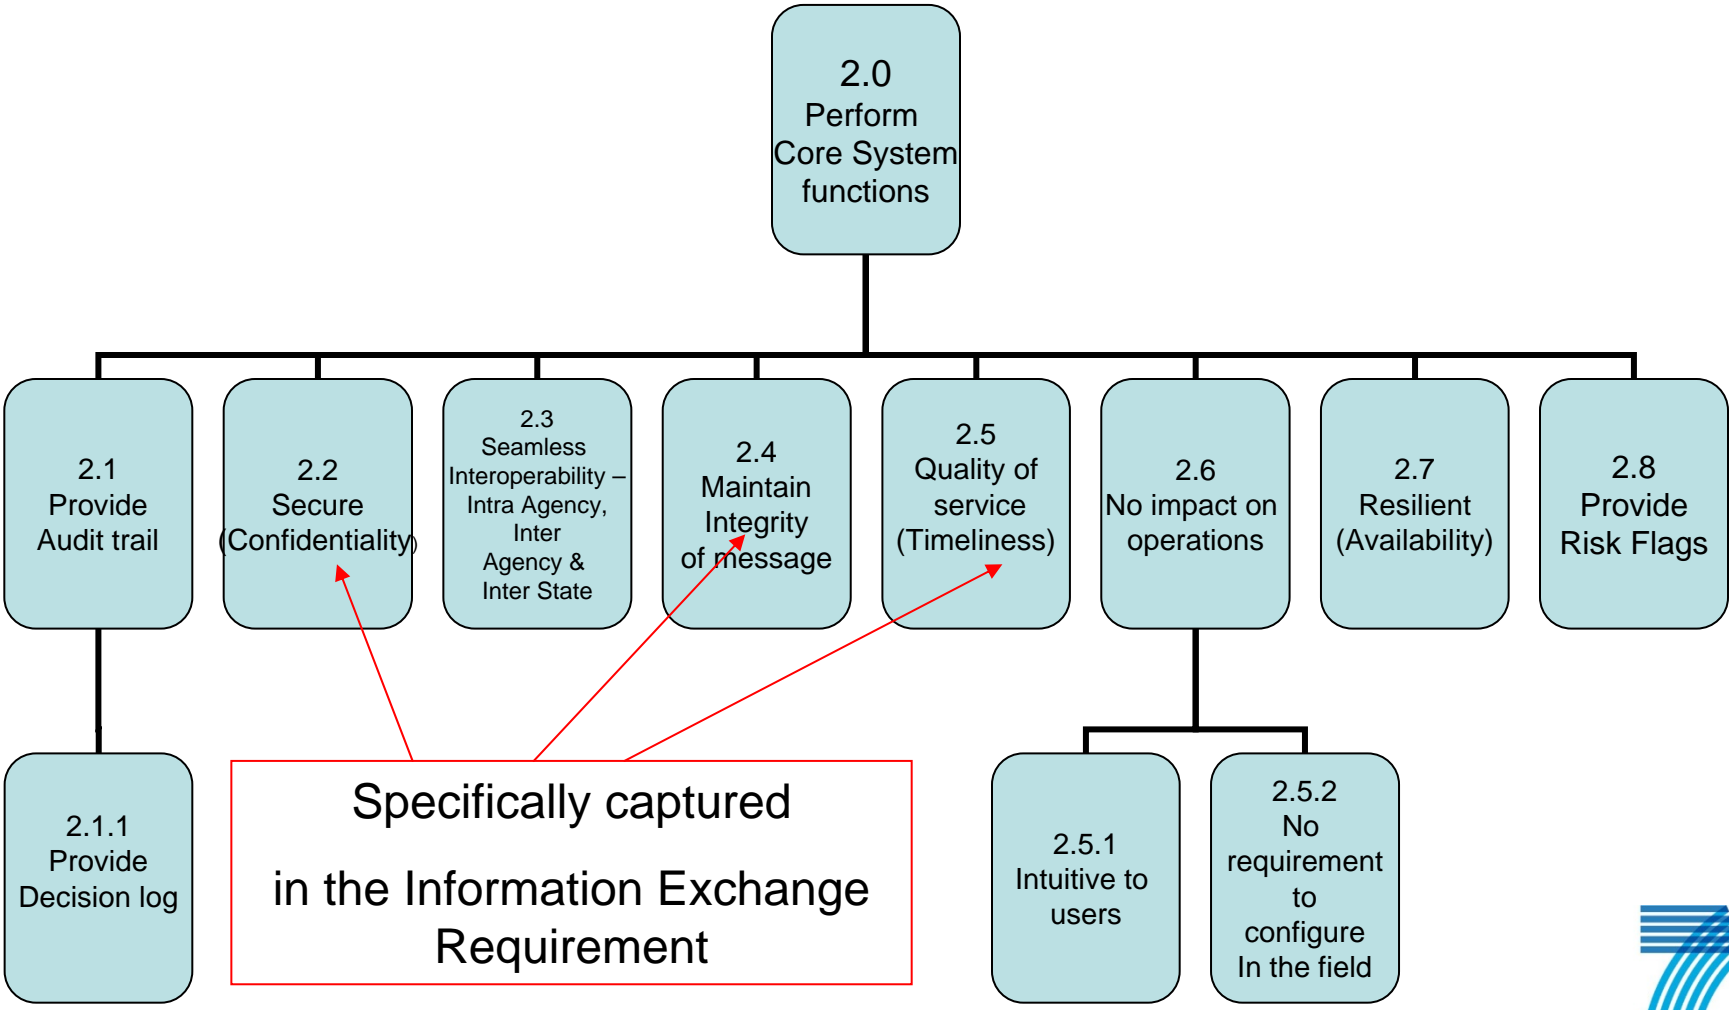 2.0
Perform
Core System
functions
2.1
Provide
Audit trail
2.2
Secure
(Confidentiality)
2.3
Seamless
Interoperability –
Intra Agency,
Inter
Agency &
Inter State
2.4
Maintain
Integrity
of message
2.5
Quality of
service
(Timeliness)
2.6
No impact on
operations
2.7
Resilient
(Availability)
2.8
Provide
Risk Flags
2.1.1
Provide
Decision log
Specifically captured
in the Information Exchange
Requirement
2.5.1
Intuitive to
users
2.5.2
No
requirement
to
configure
In the field